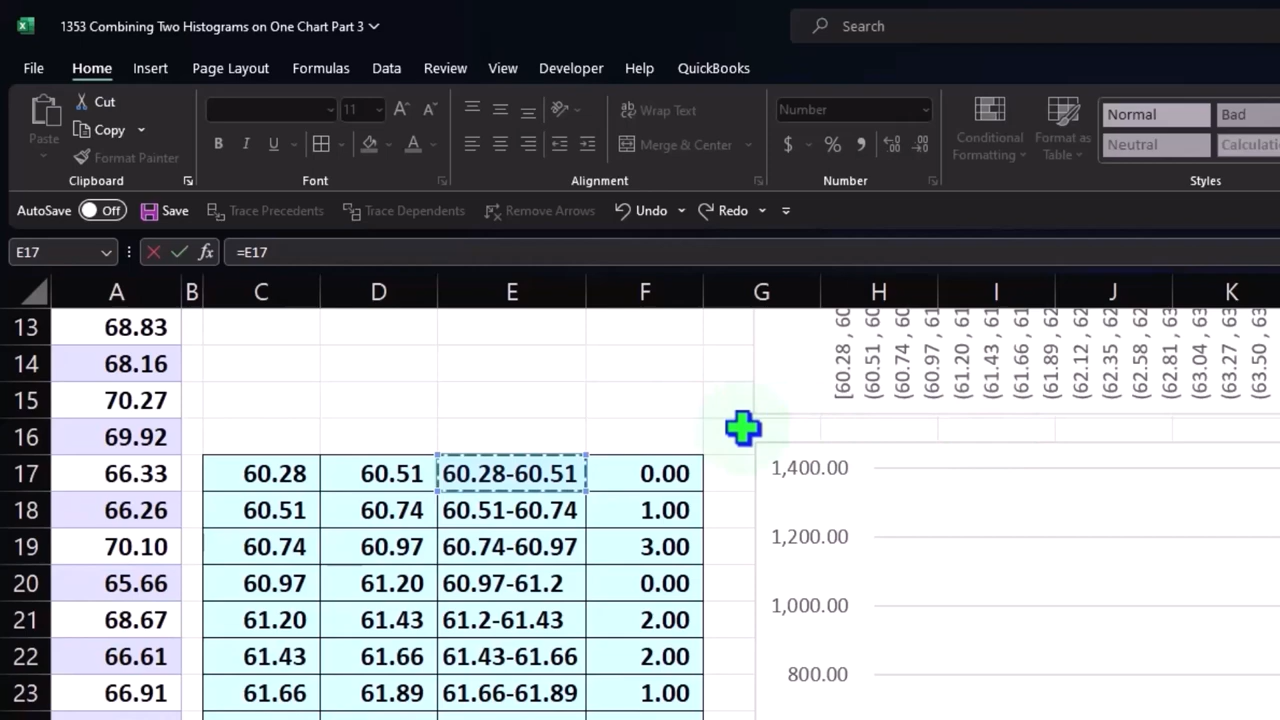 1353 Combining Two Histograms on One Chart Part 3
Search
File Home Insert Page Layout Formulas Data Review View Developer Help QuickBooks
Paste
Cut
Copy
Format Painter
Clipboard
11
A^ A
B I U A
Font
Wrap Text
Merge & Center
Alignment
Number
$ % ,
Number
Conditional Formatting
Format as Table
Normal
Bad
Neutral
Calculatio
Styles
AutoSave Off Save Trace Precedents Trace Dependents Remove Arrows Undo Redo
E17 fx =E17
A B C D E F G H I J K
13 68.83
14 68.16
15 70.27
16 69.92
17 66.33 60.28 60.51 60.28-60.51 0.00
18 66.26 60.51 60.74 60.51-60.74 1.00
19 70.10 60.74 60.97 60.74-60.97 3.00
20 65.66 60.97 61.20 60.97-61.2 0.00
21 68.67 61.20 61.43 61.2-61.43 2.00
22 66.61 61.43 61.66 61.43-61.66 2.00
23 66.91 61.66 61.89 61.66-61.89 1.00
[60.28 , 60
(60.51 , 60
(60.74 , 60
(60.97 , 61
(61.20 , 61
(61.43 , 61
(61.66 , 61
(61.89 , 62
(62.12 , 62
(62.35 , 62
(62.58 , 62
(62.81 , 63
(63.04 , 63
(63.27 , 63
(63.50 , 63
1,400.00
1,200.00
1,000.00
800.00